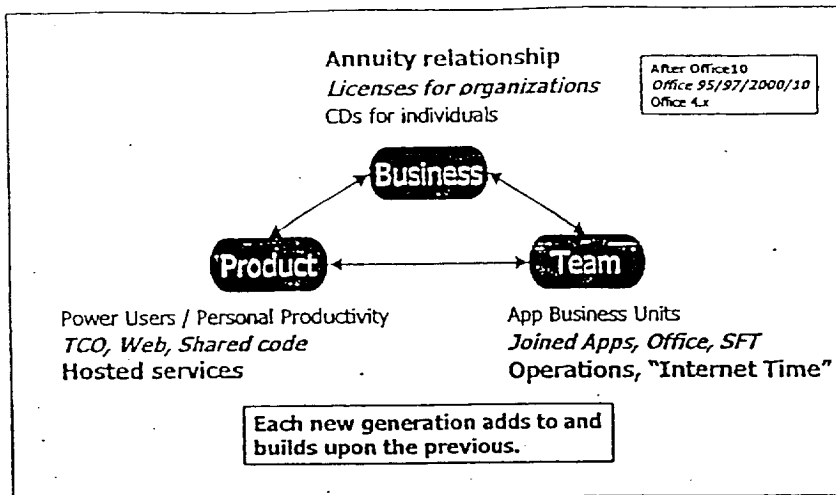 Annuity relationship
Licenses for organizations
CDs for individuals
After Office10
Office 95/97/2000/10
Office 4.x
Business
Product
Team
Power Users / Personal Productivity
TCO, Web, Shared code
Hosted services
App Business Units
Joined Apps, Office, SFT
Operations, "Internet Time"
Each new generation adds to and
builds upon the previous.